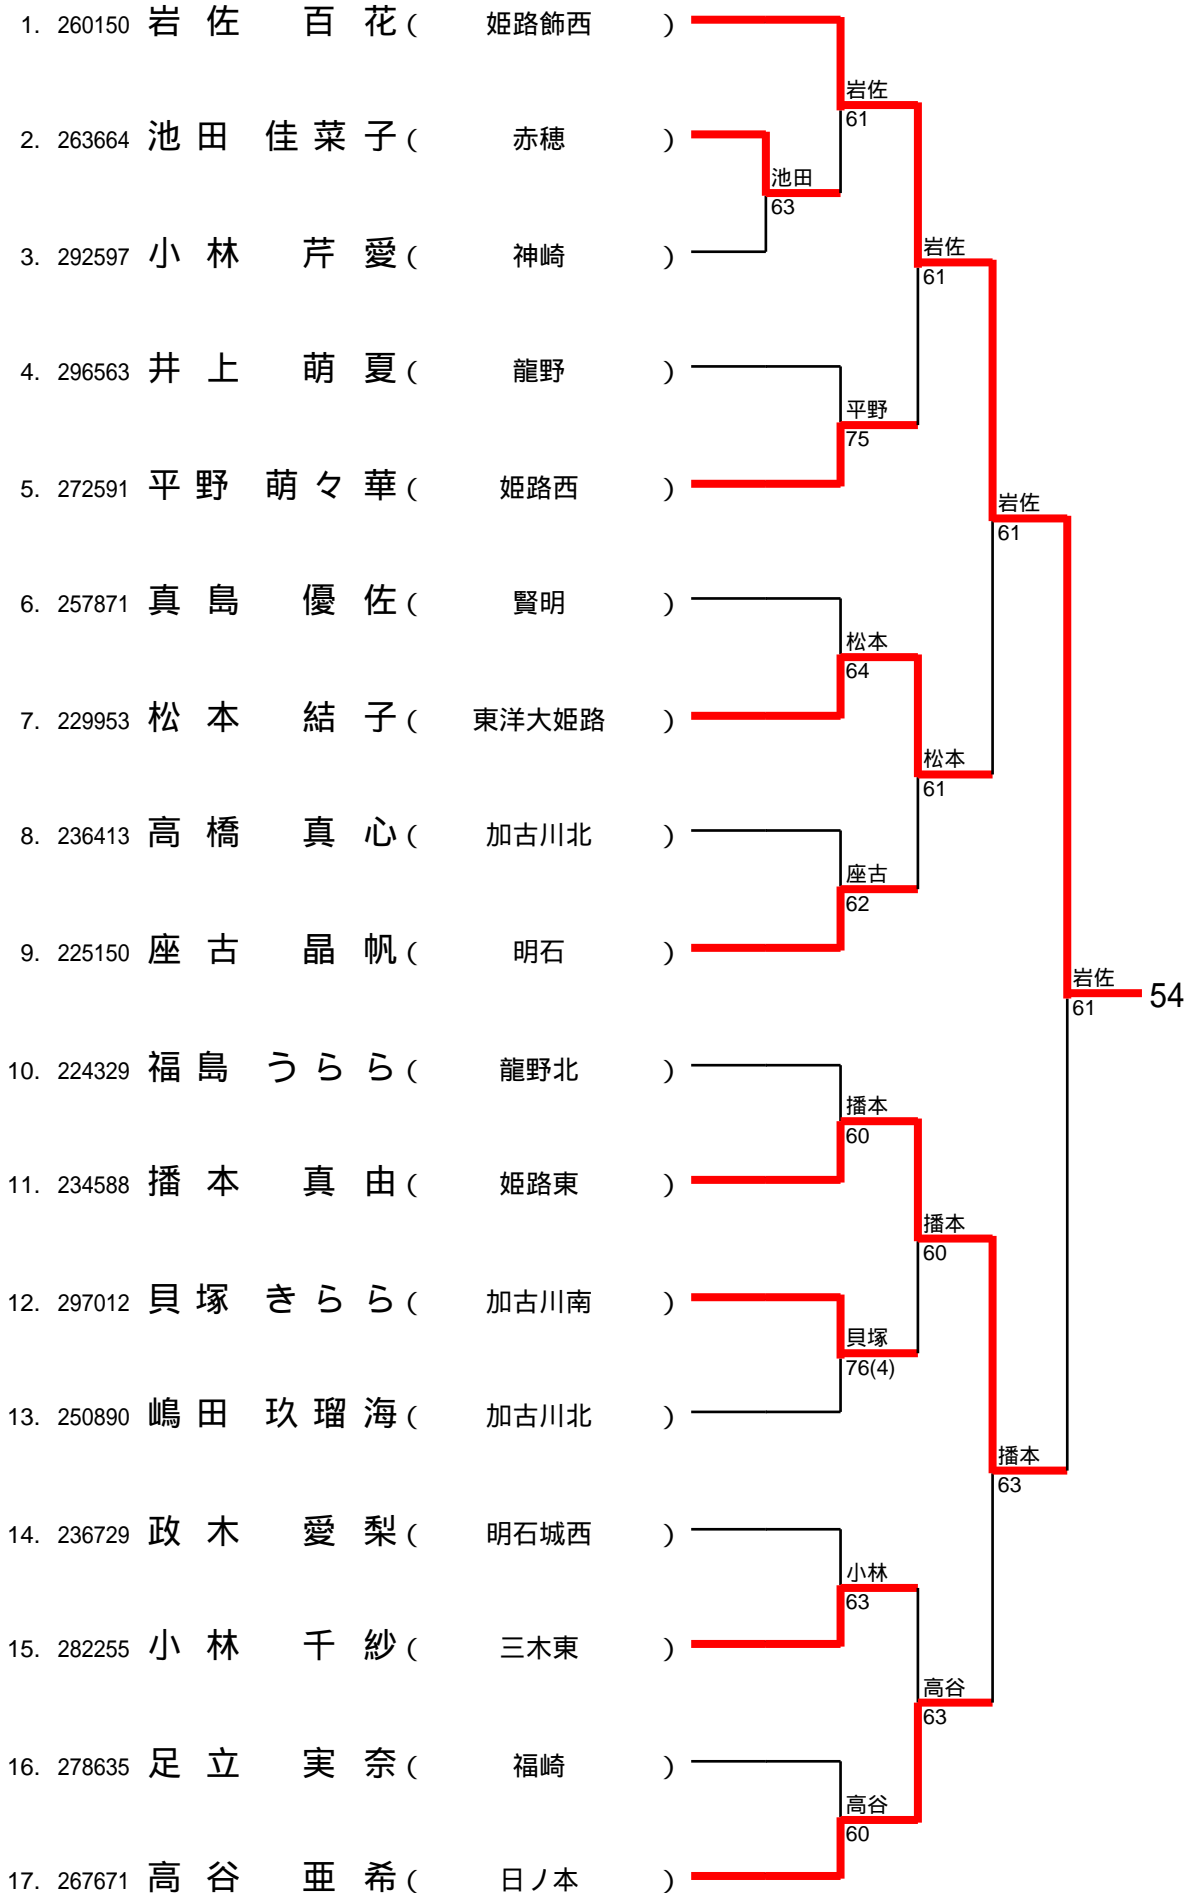 1. 260150 岩 佐 百 花 ( 姫路飾西 )
岩佐
61
2. 263664 池 田 佳 菜 子 ( 赤穂 )
池田
63
3. 292597 小 林 芹 愛 ( 神崎 )
岩佐
61
4. 296563 井 上 萌 夏 ( 龍野 )
平野
75
5. 272591 平 野 萌 々 華 ( 姫路西 )
岩佐
61
6. 257871 真 島 優 佐 ( 賢明 )
松本
64
7. 229953 松 本 結 子 ( 東洋大姫路 )
松本
61
8. 236413 高 橋 真 心 ( 加古川北 )
座古
62
9. 225150 座 古 晶 帆 ( 明石 )
岩佐
61
54
10. 224329 福 島 う ら ら ( 龍野北 )
播本
60
11. 234588 播 本 真 由 ( 姫路東 )
播本
60
12. 297012 貝 塚 き ら ら ( 加古川南 )
貝塚
76(4)
13. 250890 嶋 田 玖 瑠 海 ( 加古川北 )
播本
63
14. 236729 政 木 愛 梨 ( 明石城西 )
小林
63
15. 282255 小 林 千 紗 ( 三木東 )
高谷
63
16. 278635 足 立 実 奈 ( 福崎 )
高谷
60
17. 267671 高 谷 亜 希 ( 日ノ本 )